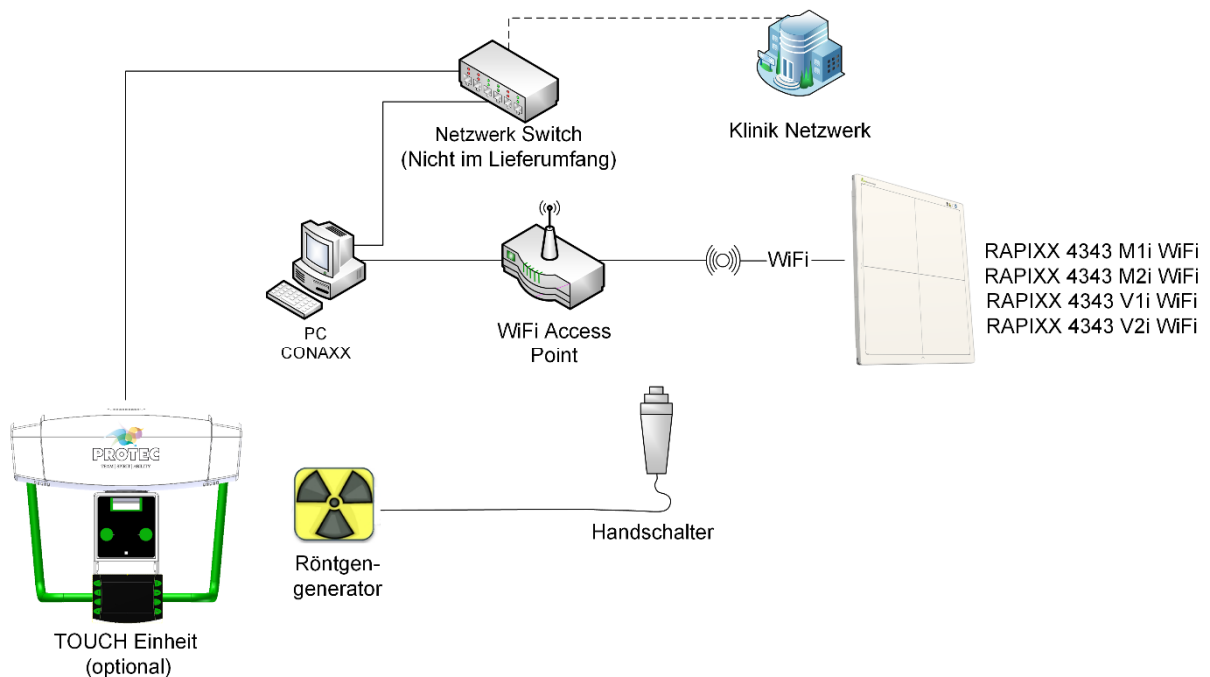 Netzwerk Switch
(Nicht im Lieferumfang)
Klinik Netzwerk
PC
CONAXX
WiFi Access
Point
WiFi
RAPIXX 4343 M1i WiFi
RAPIXX 4343 M2i WiFi
RAPIXX 4343 V1i WiFi
RAPIXX 4343 V2i WiFi
PROTEC
Handschalter
Röntgen-
generator
TOUCH Einheit
(optional)